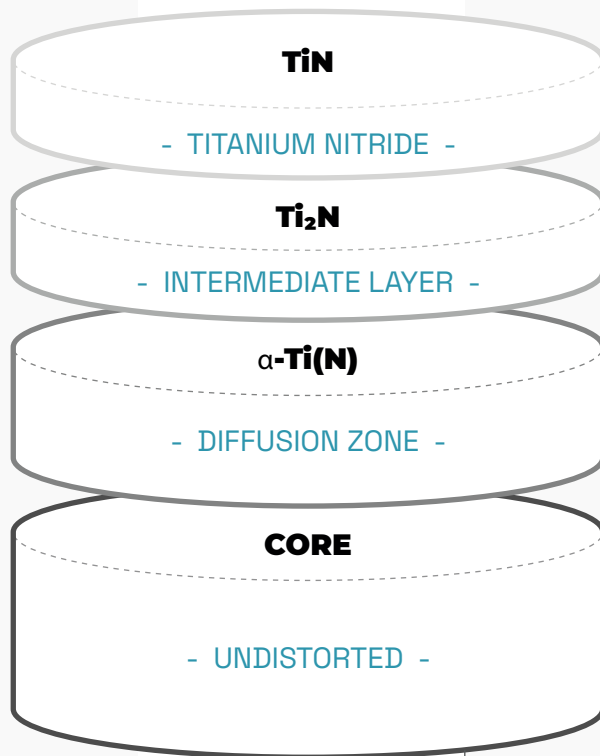 TiN
- TITANIUM NITRIDE -
Ti₂N
- INTERMEDIATE LAYER -
α-Ti(N)
- DIFFUSION ZONE -
CORE
- UNDISTORTED -